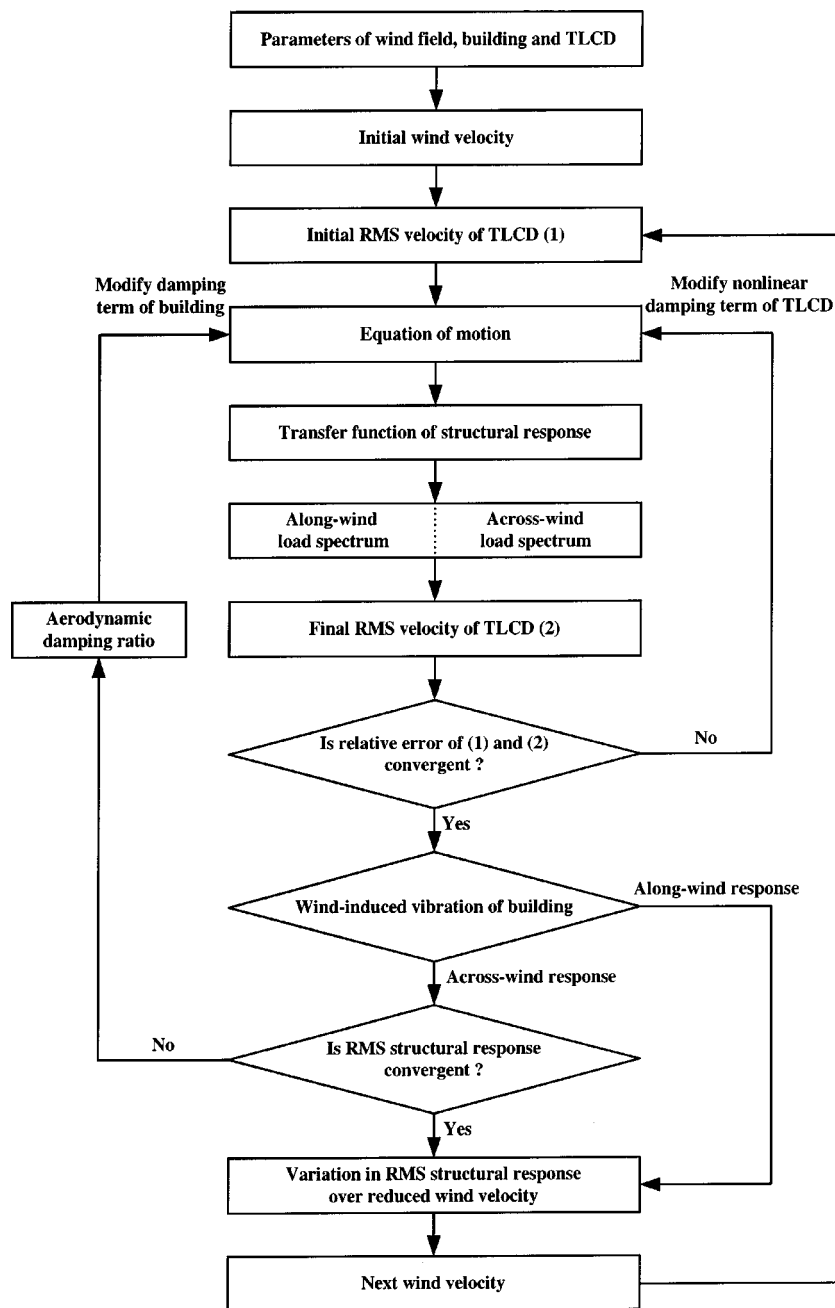 Parameters of wind field, building and TLCD
Initial wind velocity
Initial RMS velocity of TLCD (1)
Modify damping
term of building
Modify nonlinear
damping term of TLCD
Equation of motion
Transfer function of structural response
Along-wind
load spectrum
Across-wind
load spectrum
Aerodynamic
damping ratio
Final RMS velocity of TLCD (2)
Is relative error of (1) and (2)
convergent ?
No
Yes
Wind-induced vibration of building
Along-wind response
Across-wind response
Is RMS structural response
convergent ?
No
Yes
Variation in RMS structural response
over reduced wind velocity
Next wind velocity